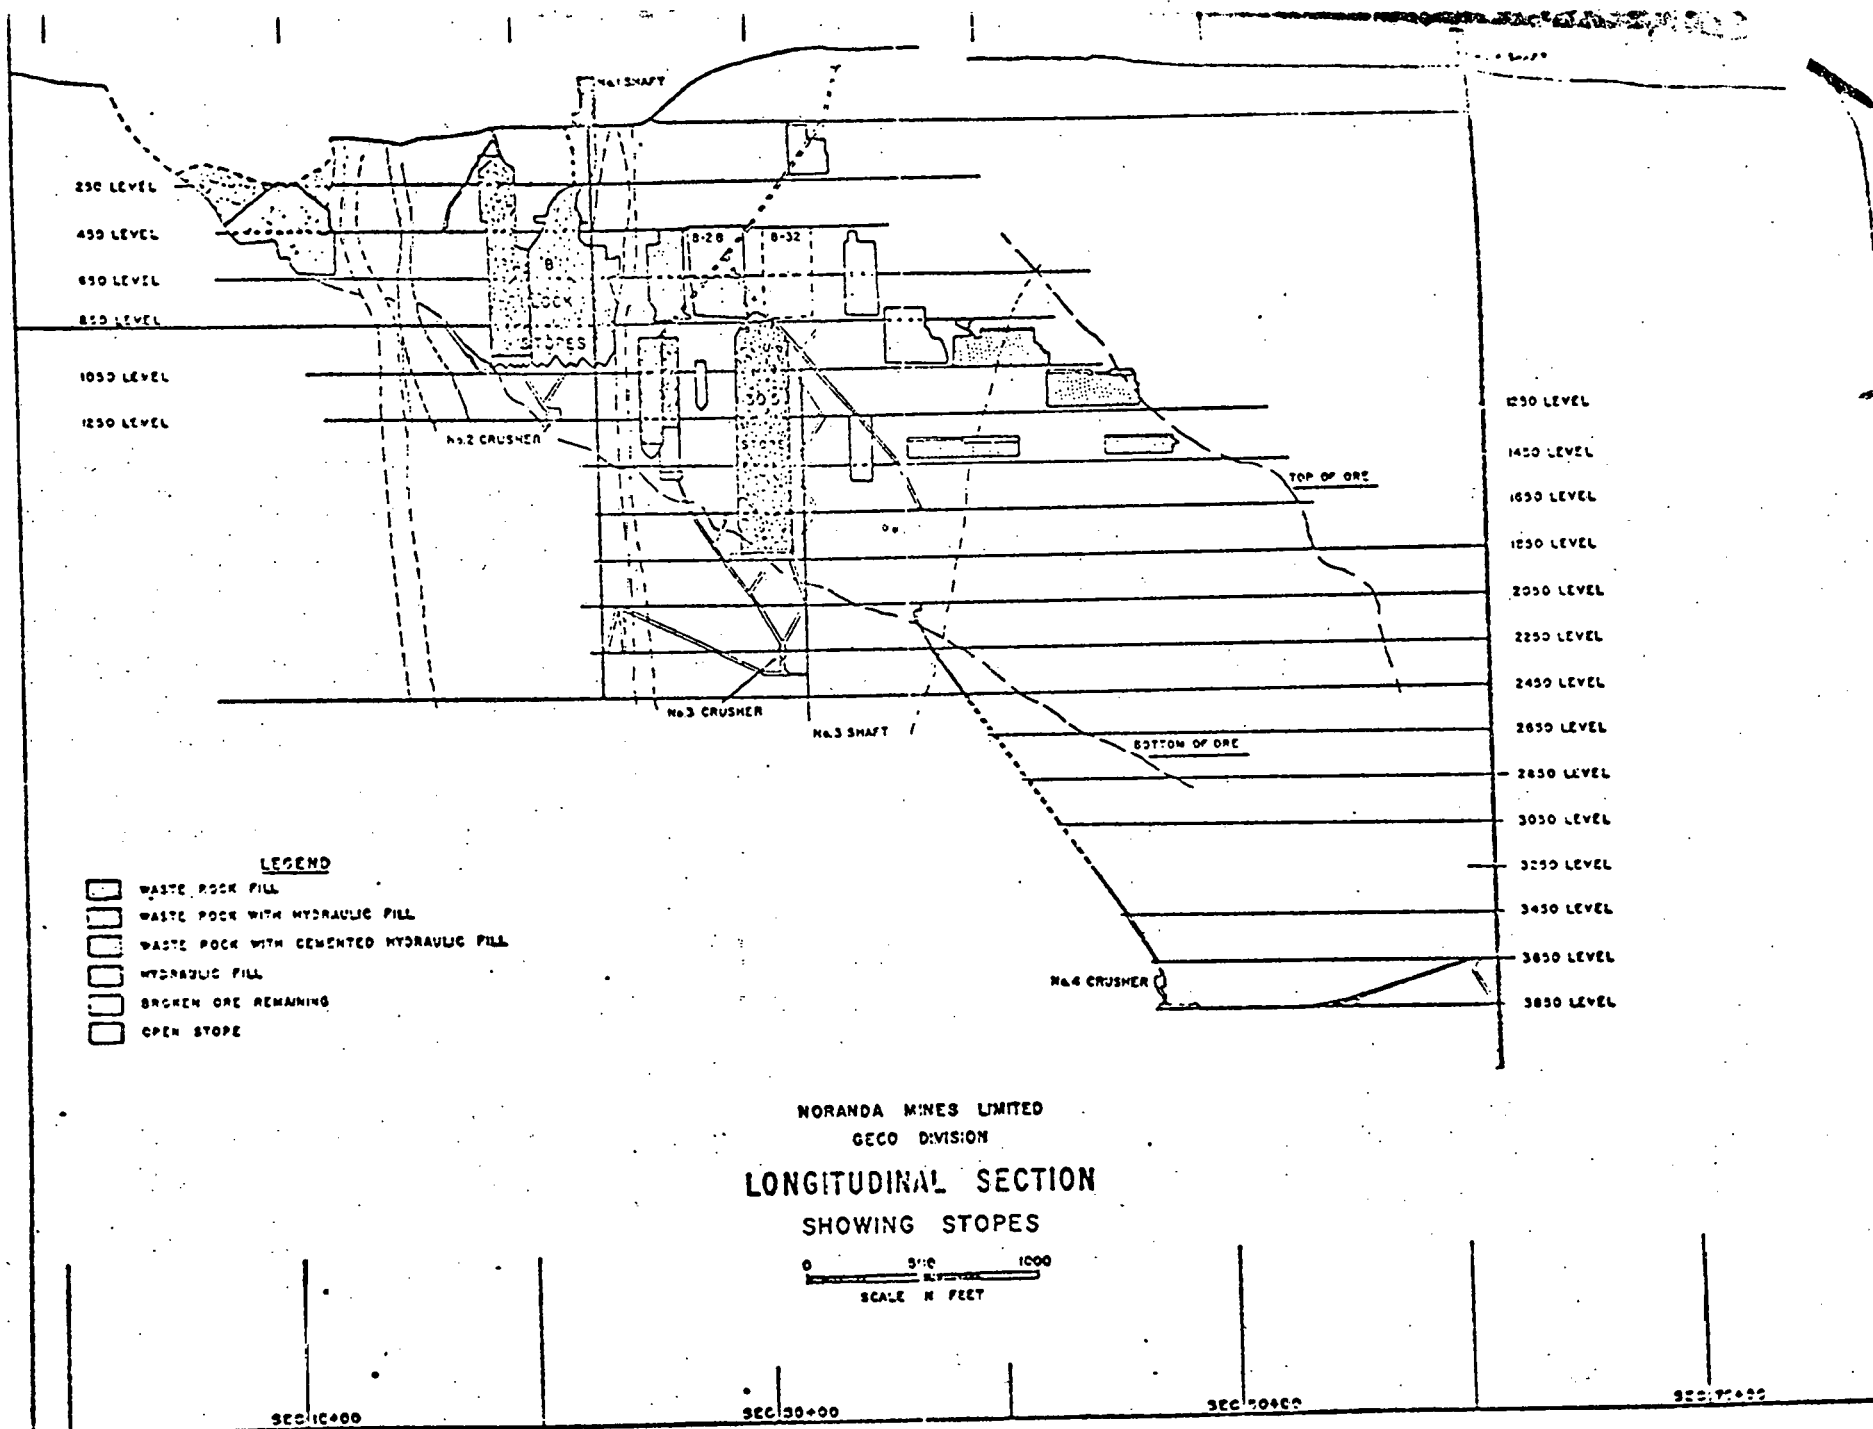 No.1 SHAFT
SHAFT
250 LEVEL
450 LEVEL
B-28
B-32
650 LEVEL
B
LOCK
850 LEVEL
STOPES
1050 LEVEL
1250 LEVEL
1250 LEVEL
No.2 CRUSHER
STOPE
1450 LEVEL
TOP OF ORE
1650 LEVEL
1850 LEVEL
2050 LEVEL
2250 LEVEL
2450 LEVEL
No.3 CRUSHER
No.3 SHAFT
2650 LEVEL
BOTTOM OF ORE
2850 LEVEL
3050 LEVEL
3250 LEVEL
3450 LEVEL
3650 LEVEL
No.4 CRUSHER
3850 LEVEL
LEGEND
WASTE ROCK FILL
WASTE ROCK WITH HYDRAULIC FILL
WASTE ROCK WITH CEMENTED HYDRAULIC FILL
HYDRAULIC FILL
BROKEN ORE REMAINING
OPEN STOPE
NORANDA MINES LIMITED
GECO DIVISION
LONGITUDINAL SECTION
SHOWING STOPES
0 500 1000
SCALE IN FEET
SEC 10+00
SEC 30+00
SEC 50+00
SEC 70+00